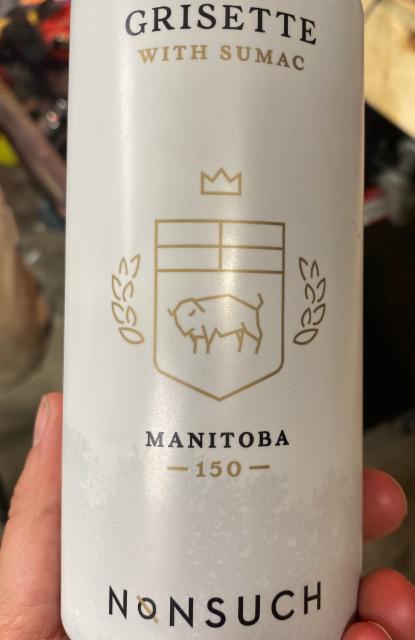 GRISETTE
WITH SUMAC
MANITOBA
— 150 —
NONSUCH